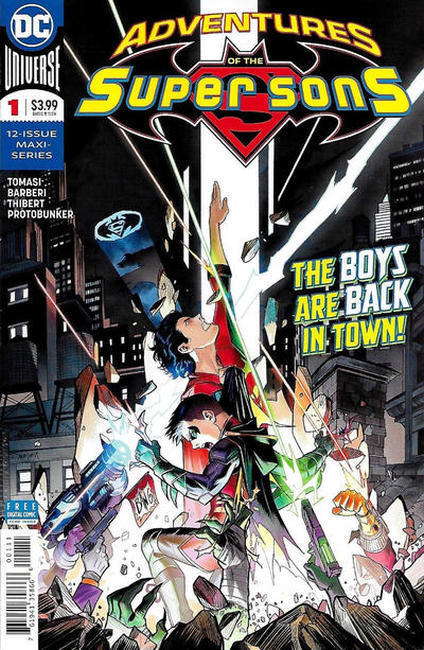 DC
UNIVERSE
1 $3.99
12-ISSUE
MAXI-
SERIES
TOMASI
BARBERI
THIBERT
PROTOBUNKER
ADVENTURES
OF THE
SUPER SONS
THE BOYS
ARE BACK
IN TOWN!
FREE
DIGITAL COMIC
00111